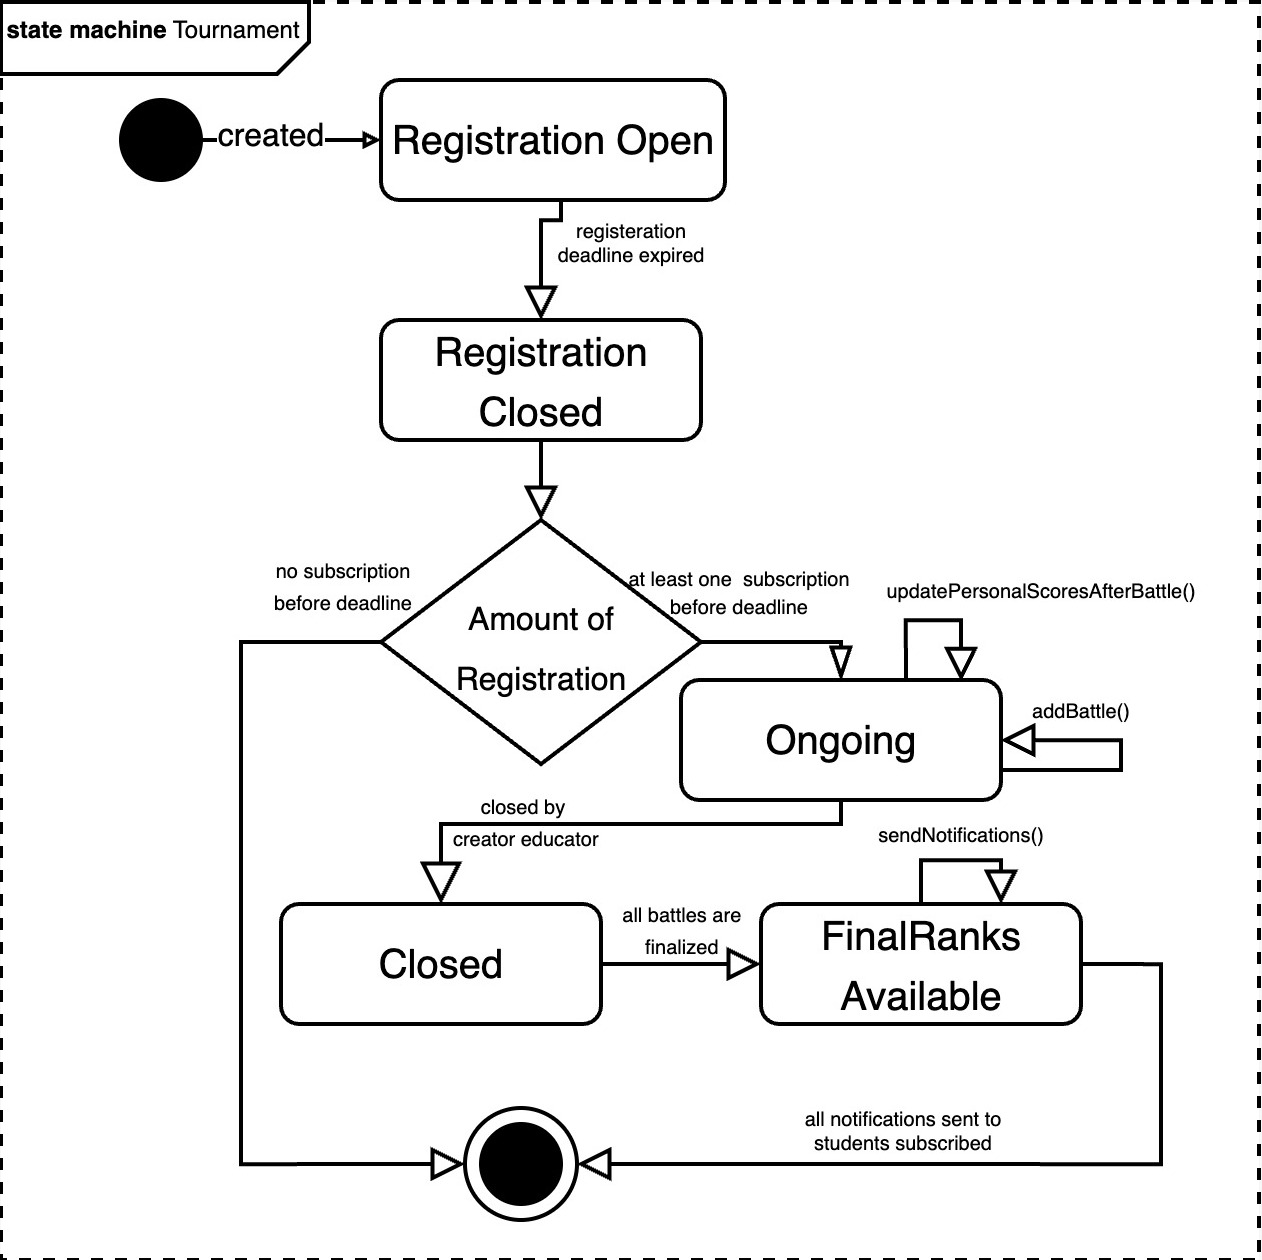 state machine Tournament
created
Registration Open
registeration
deadline expired
Registration
Closed
no subscription
before deadline
Amount of
Registration
at least one subscription
before deadline
updatePersonalScoresAfterBattle()
Ongoing
addBattle()
closed by
creator educator
sendNotifications()
Closed
all battles are
finalized
FinalRanks
Available
all notifications sent to
students subscribed